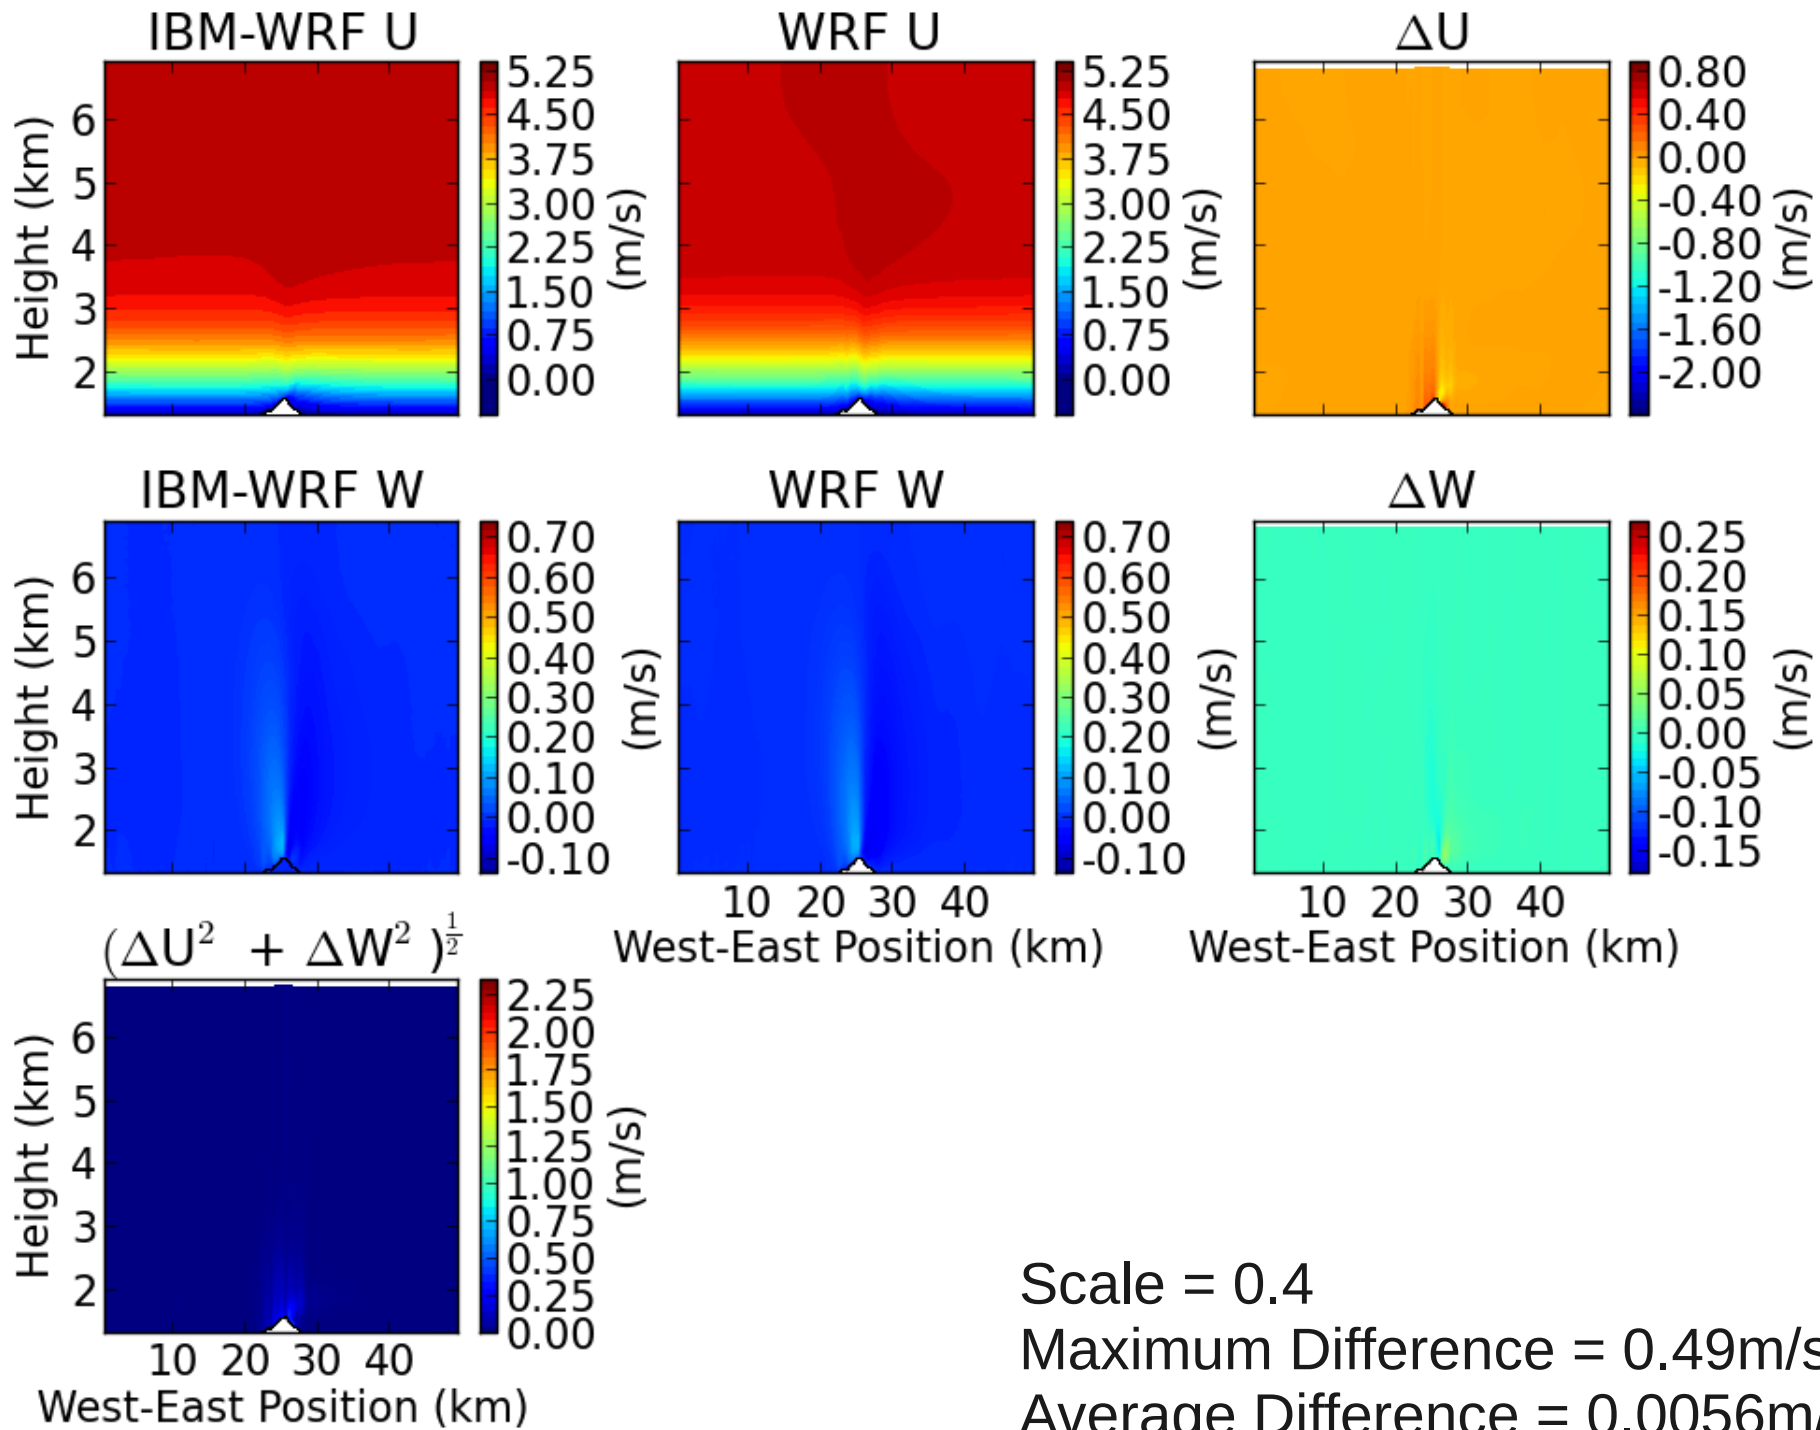 IBM-WRF U
WRF U
ΔU
Height (km)
6
5
4
3
2
5.25
4.50
3.75
3.00
2.25
1.50
0.75
0.00
(m/s)
5.25
4.50
3.75
3.00
2.25
1.50
0.75
0.00
(m/s)
0.80
0.40
0.00
-0.40
-0.80
-1.20
-1.60
-2.00
(m/s)
IBM-WRF W
WRF W
ΔW
Height (km)
6
5
4
3
2
0.70
0.60
0.50
0.40
0.30
0.20
0.10
0.00
-0.10
(m/s)
0.70
0.60
0.50
0.40
0.30
0.20
0.10
0.00
-0.10
(m/s)
0.25
0.20
0.15
0.10
0.05
0.00
-0.05
-0.10
-0.15
(m/s)
10 20 30 40
West-East Position (km)
10 20 30 40
West-East Position (km)
(ΔU² + ΔW²)^½
Height (km)
6
5
4
3
2
2.25
2.00
1.75
1.50
1.25
1.00
0.75
0.50
0.25
0.00
(m/s)
10 20 30 40
West-East Position (km)
Scale = 0.4
Maximum Difference = 0.49m/s
Average Difference = 0.0056m/